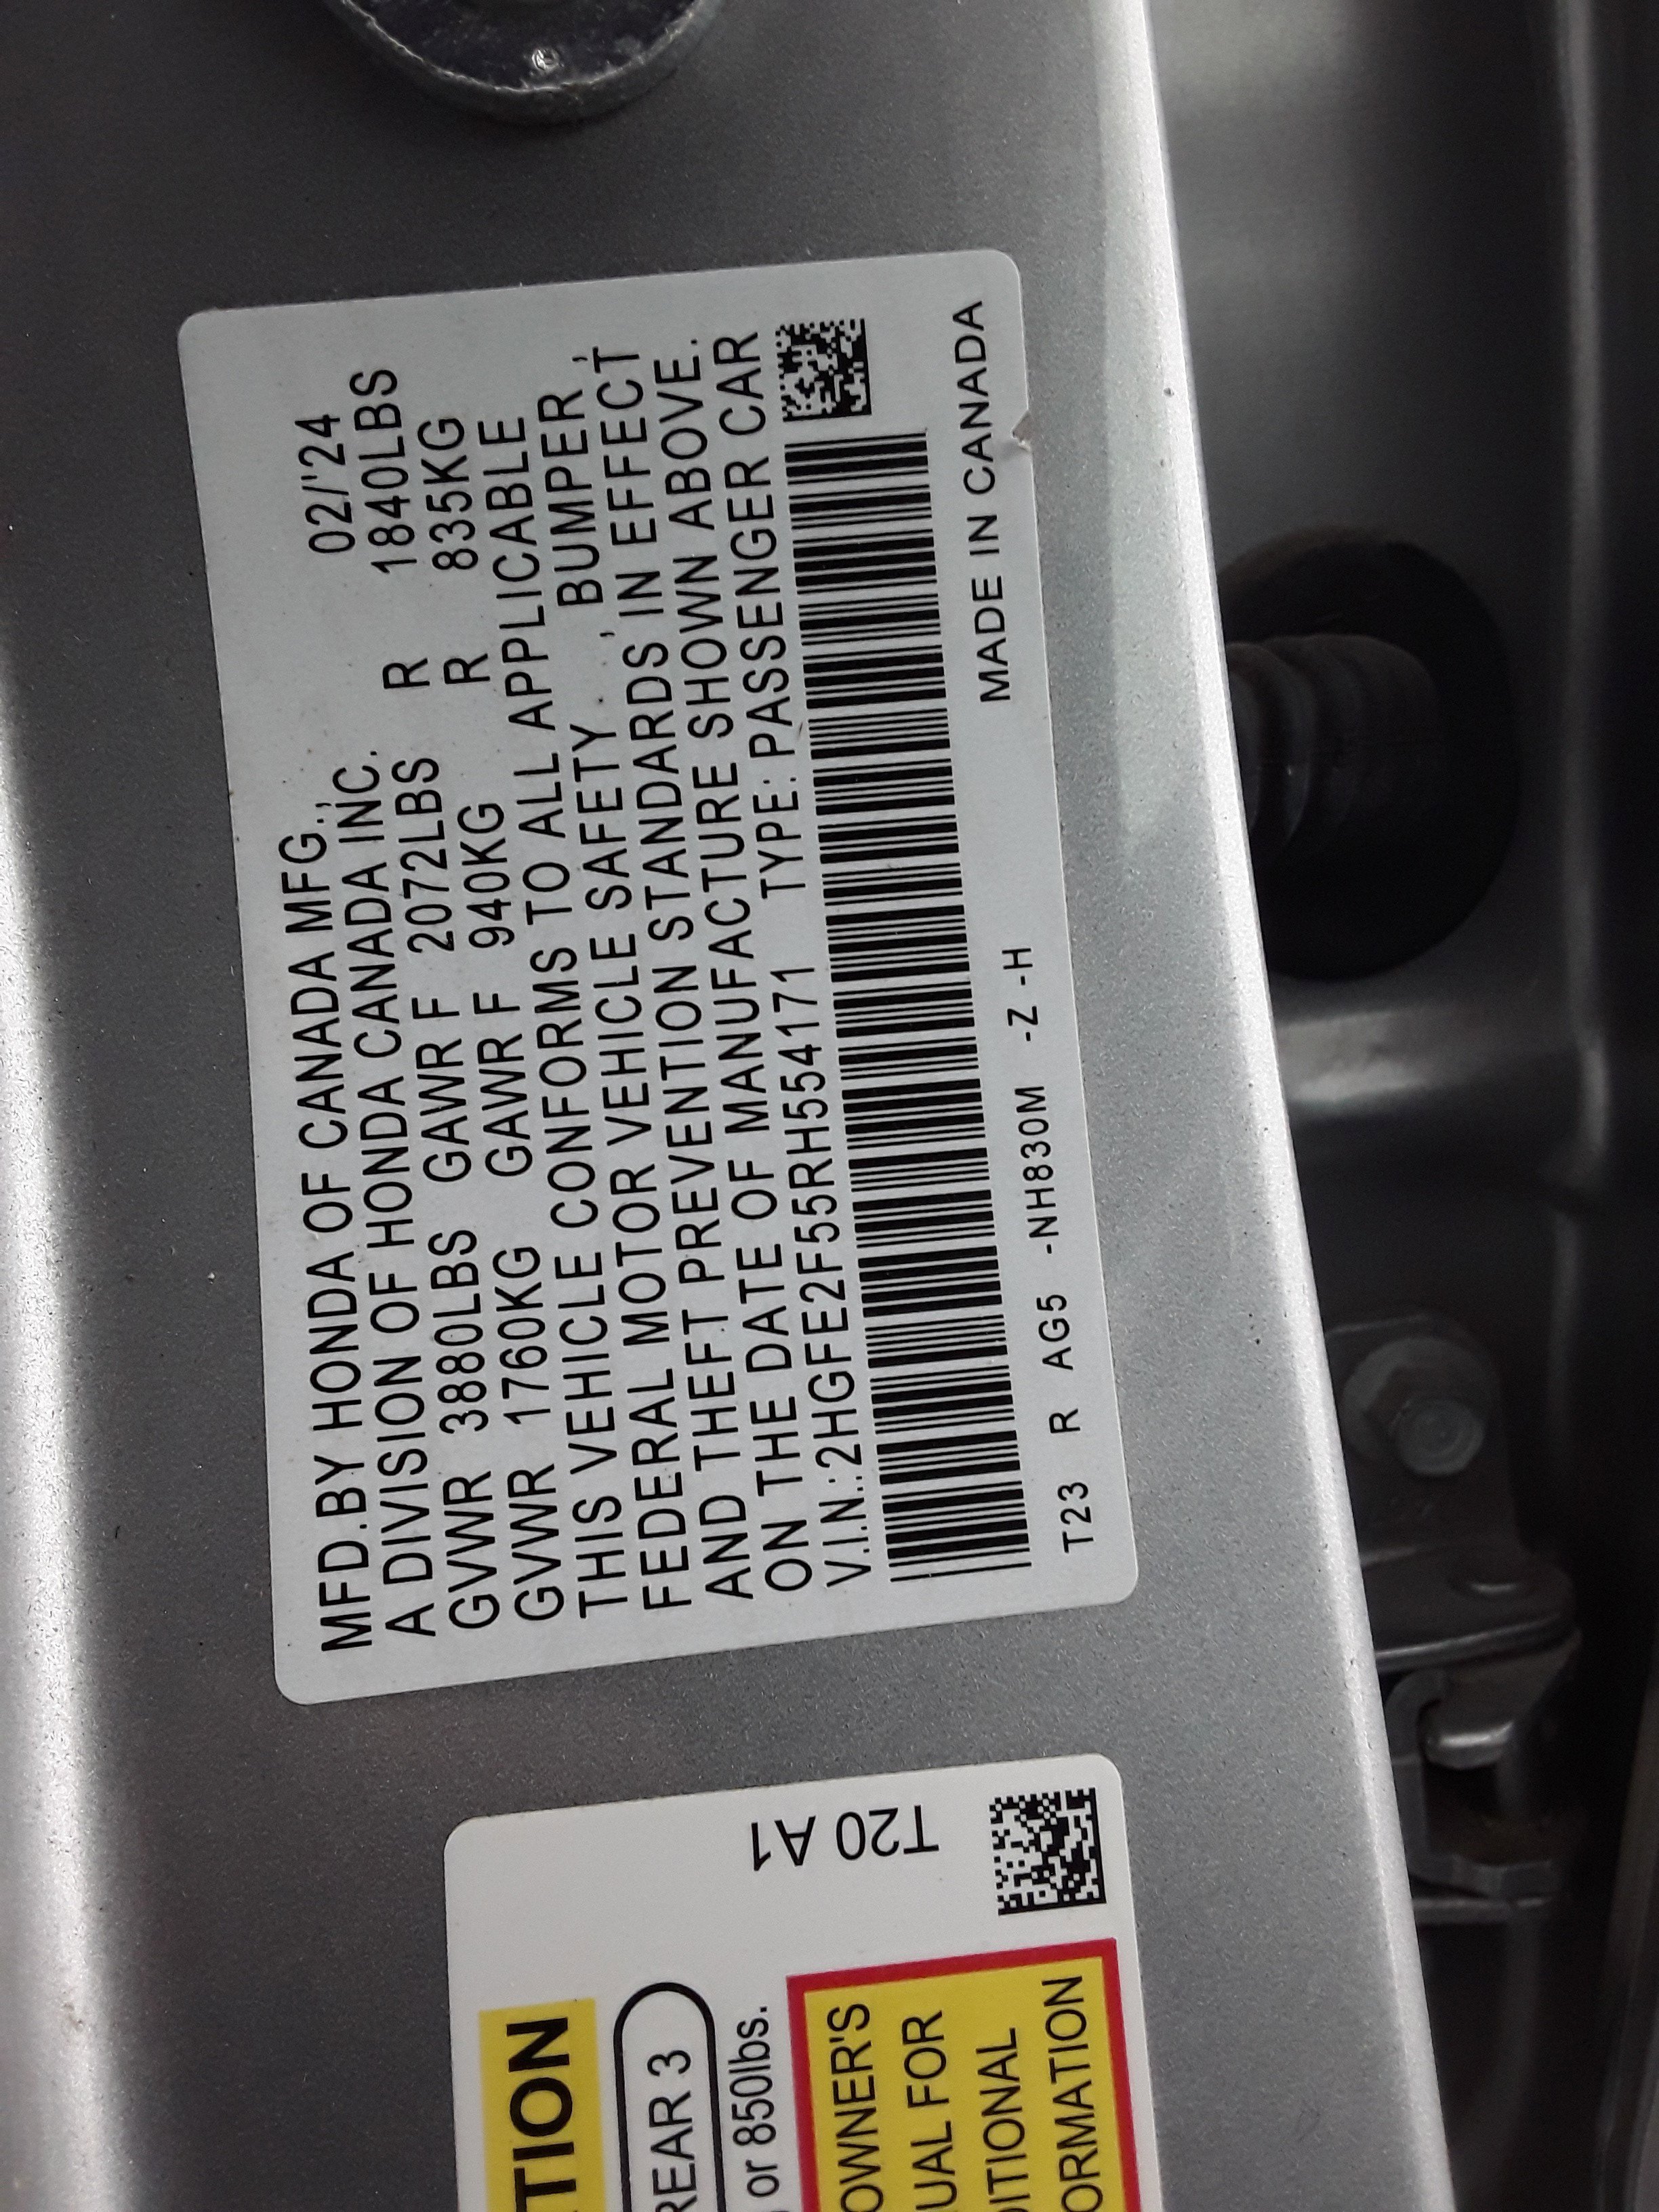 MFD.BY HONDA OF CANADA MFG., 02/'24
A DIVISION OF HONDA CANADA INC.
GVWR 3880LBS GAWR F 2072LBS R 1840LBS
GVWR 1760KG GAWR F 940KG R 835KG
THIS VEHICLE CONFORMS TO ALL APPLICABLE
FEDERAL MOTOR VEHICLE SAFETY , BUMPER ,
AND THEFT PREVENTION STANDARDS IN EFFECT
ON THE DATE OF MANUFACTURE SHOWN ABOVE.
V.I.N.:2HGFE2F55RH554171 TYPE:PASSENGER CAR
MADE IN CANADA
T23 R AG5 -NH830M -Z -H
T20 A1
TION
REAR 3
or 850lbs.
OWNER'S
UAL FOR
ITIONAL
ORMATION